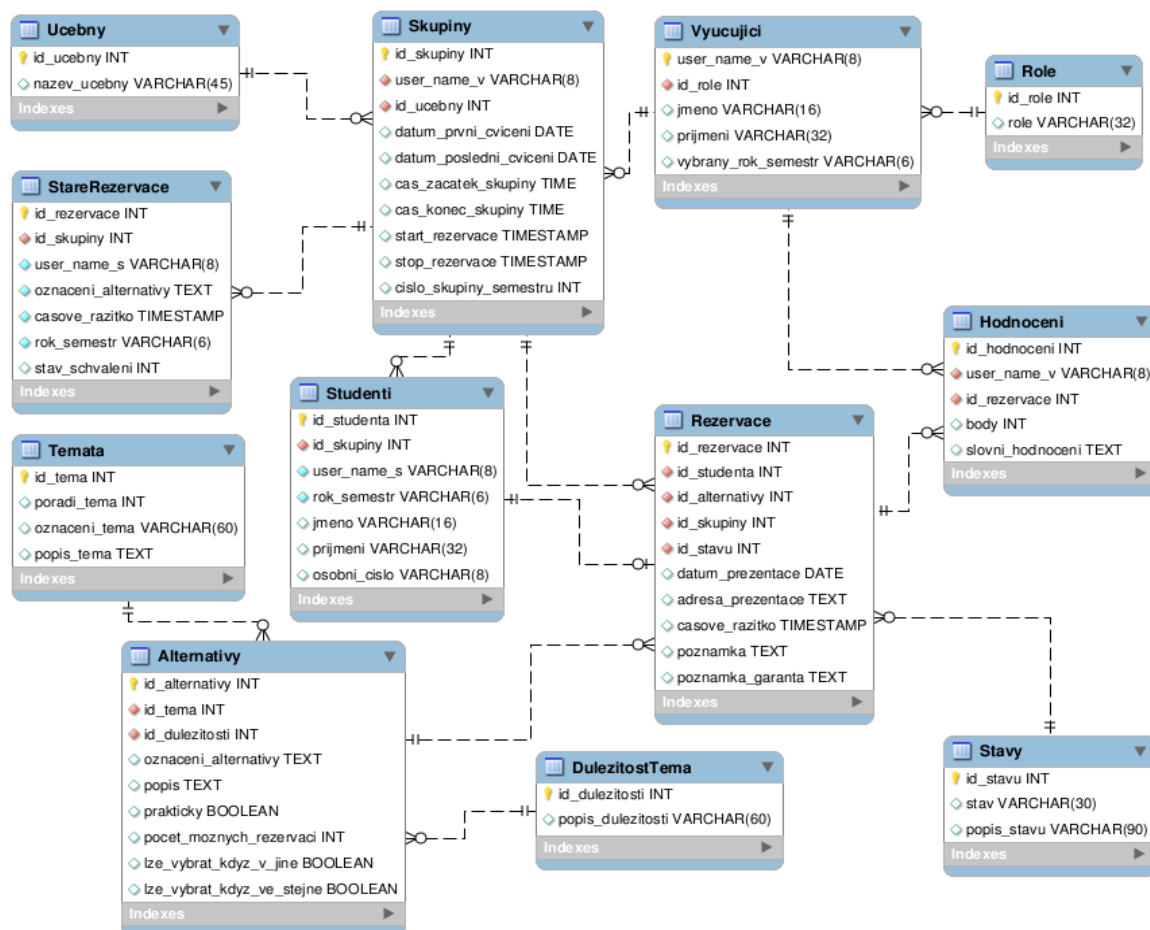 Ucebny
id_ucebny INT
nazev_ucebny VARCHAR(45)
Indexes
Skupiny
id_skupiny INT
user_name_v VARCHAR(8)
id_ucebny INT
datum_prvni_cviceni DATE
datum_posledni_cviceni DATE
cas_zacatek_skupiny TIME
cas_konec_skupiny TIME
start_rezervace TIMESTAMP
stop_rezervace TIMESTAMP
cislo_skupiny_semestru INT
Indexes
Vyucujici
user_name_v VARCHAR(8)
id_role INT
jmeno VARCHAR(16)
prijmeni VARCHAR(32)
vybrany_rok_semestr VARCHAR(6)
Indexes
Role
id_role INT
role VARCHAR(32)
Indexes
StareRezervace
id_rezervace INT
id_skupiny INT
user_name_s VARCHAR(8)
oznaceni_alternativy TEXT
casove_razitko TIMESTAMP
rok_semestr VARCHAR(6)
stav_schvaleni INT
Indexes
Hodnoceni
id_hodnoceni INT
user_name_v VARCHAR(8)
id_rezervace INT
body INT
slovni_hodnoceni TEXT
Indexes
Studenti
id_studenta INT
id_skupiny INT
user_name_s VARCHAR(8)
rok_semestr VARCHAR(6)
jmeno VARCHAR(16)
prijmeni VARCHAR(32)
osobni_cislo VARCHAR(8)
Indexes
Rezervace
id_rezervace INT
id_studenta INT
id_alternativy INT
id_skupiny INT
id_stavu INT
datum_prezentace DATE
adresa_prezentace TEXT
casove_razitko TIMESTAMP
poznamka TEXT
poznamka_garanta TEXT
Indexes
Temata
id_tema INT
poradi_tema INT
oznaceni_tema VARCHAR(60)
popis_tema TEXT
Indexes
Alternativy
id_alternativy INT
id_tema INT
id_dulezitosti INT
oznaceni_alternativy TEXT
popis TEXT
prakticky BOOLEAN
pocet_moznych_rezervaci INT
lze_vybrat_kdyz_v_jine BOOLEAN
lze_vybrat_kdyz_ve_stejne BOOLEAN
Indexes
DulezitostTema
id_dulezitosti INT
popis_dulezitosti VARCHAR(60)
Indexes
Stavy
id_stavu INT
stav VARCHAR(30)
popis_stavu VARCHAR(90)
Indexes